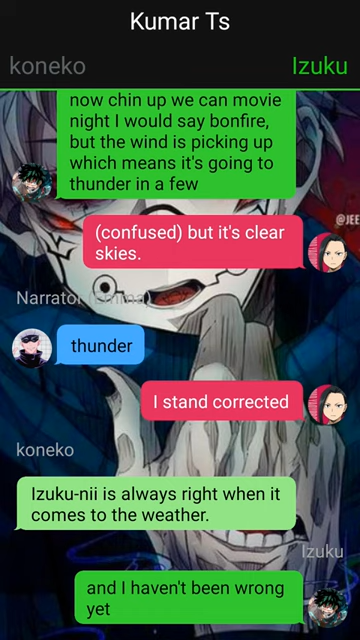 Kumar Ts
koneko
Izuku
now chin up we can movie
night I would say bonfire,
but the wind is picking up
which means it's going to
thunder in a few
@JEE
(confused) but it's clear
skies.
Narrator (Emma)
thunder
I stand corrected
koneko
Izuku-nii is always right when it
comes to the weather.
Izuku
and I haven't been wrong
yet